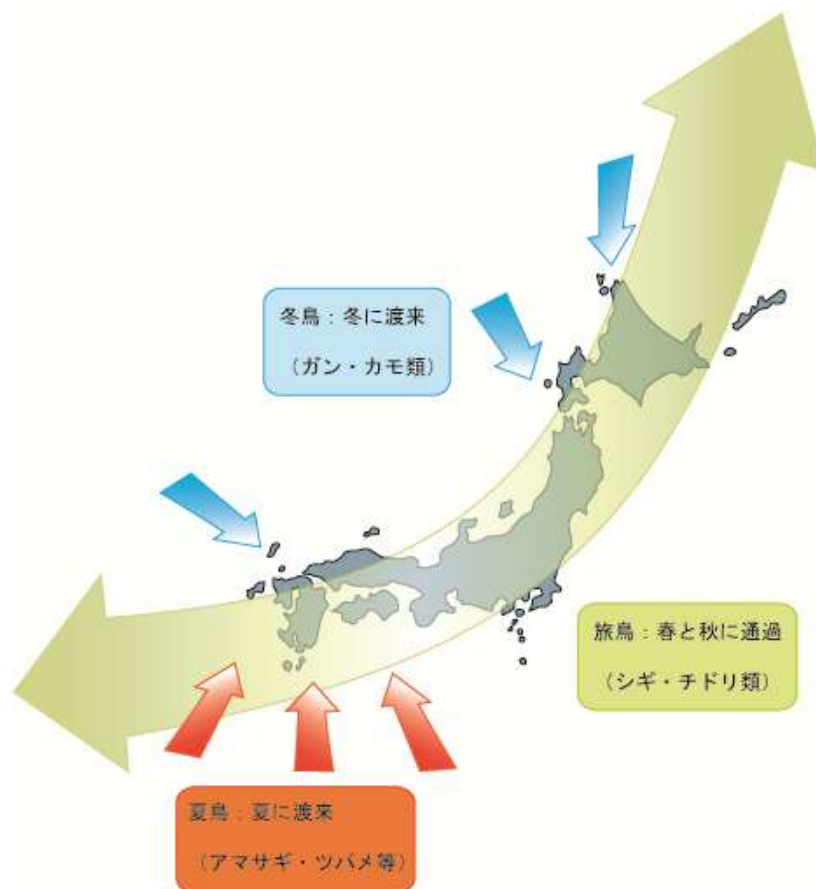 冬鳥：冬に渡来
（ガン・カモ類）
旅鳥：春と秋に通過
（シギ・チドリ類）
夏鳥：夏に渡来
（アマサギ・ツバメ等）